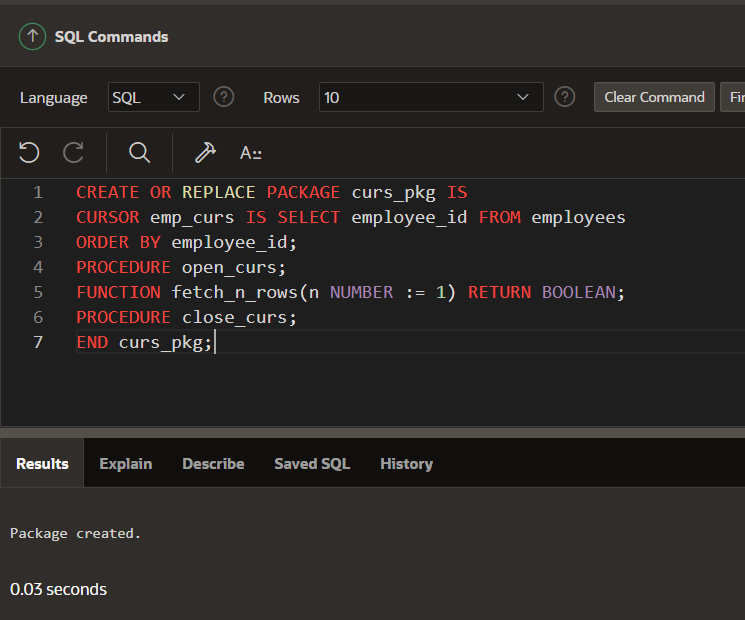 SQL Commands
Language SQL Rows 10 Clear Command Fin
A::
1 CREATE OR REPLACE PACKAGE curs_pkg IS
2 CURSOR emp_curs IS SELECT employee_id FROM employees
3 ORDER BY employee_id;
4 PROCEDURE open_curs;
5 FUNCTION fetch_n_rows(n NUMBER := 1) RETURN BOOLEAN;
6 PROCEDURE close_curs;
7 END curs_pkg;
Results Explain Describe Saved SQL History
Package created.
0.03 seconds